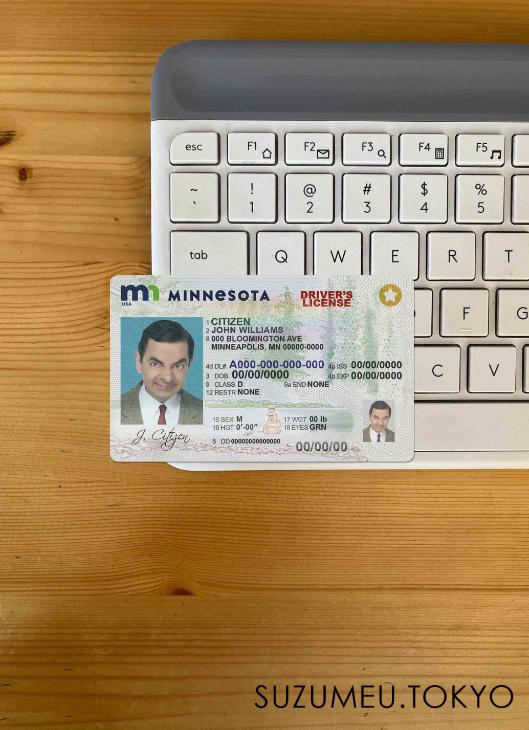 esc F1 F2 F3 F4 F5
~ ! @ # $ %
` 1 2 3 4 5
tab Q W E R T
F G
C V
mn MINNESOTA DRIVER'S
USA LICENSE
1 CITIZEN
2 JOHN WILLIAMS
8 000 BLOOMINGTON AVE
MINNEAPOLIS, MN 00000-0000
4d DL# A000-000-000-000 4a ISS 00/00/0000
3 DOB 00/00/0000 4b EXP 00/00/0000
9 CLASS D 9a END NONE
12 RESTR NONE
15 SEX M 17 WGT 00 lb
16 HGT 0'-00" 18 EYES GRN
5 DD 00/00/00
J. Citizen
SUZUMEU.TOKYO